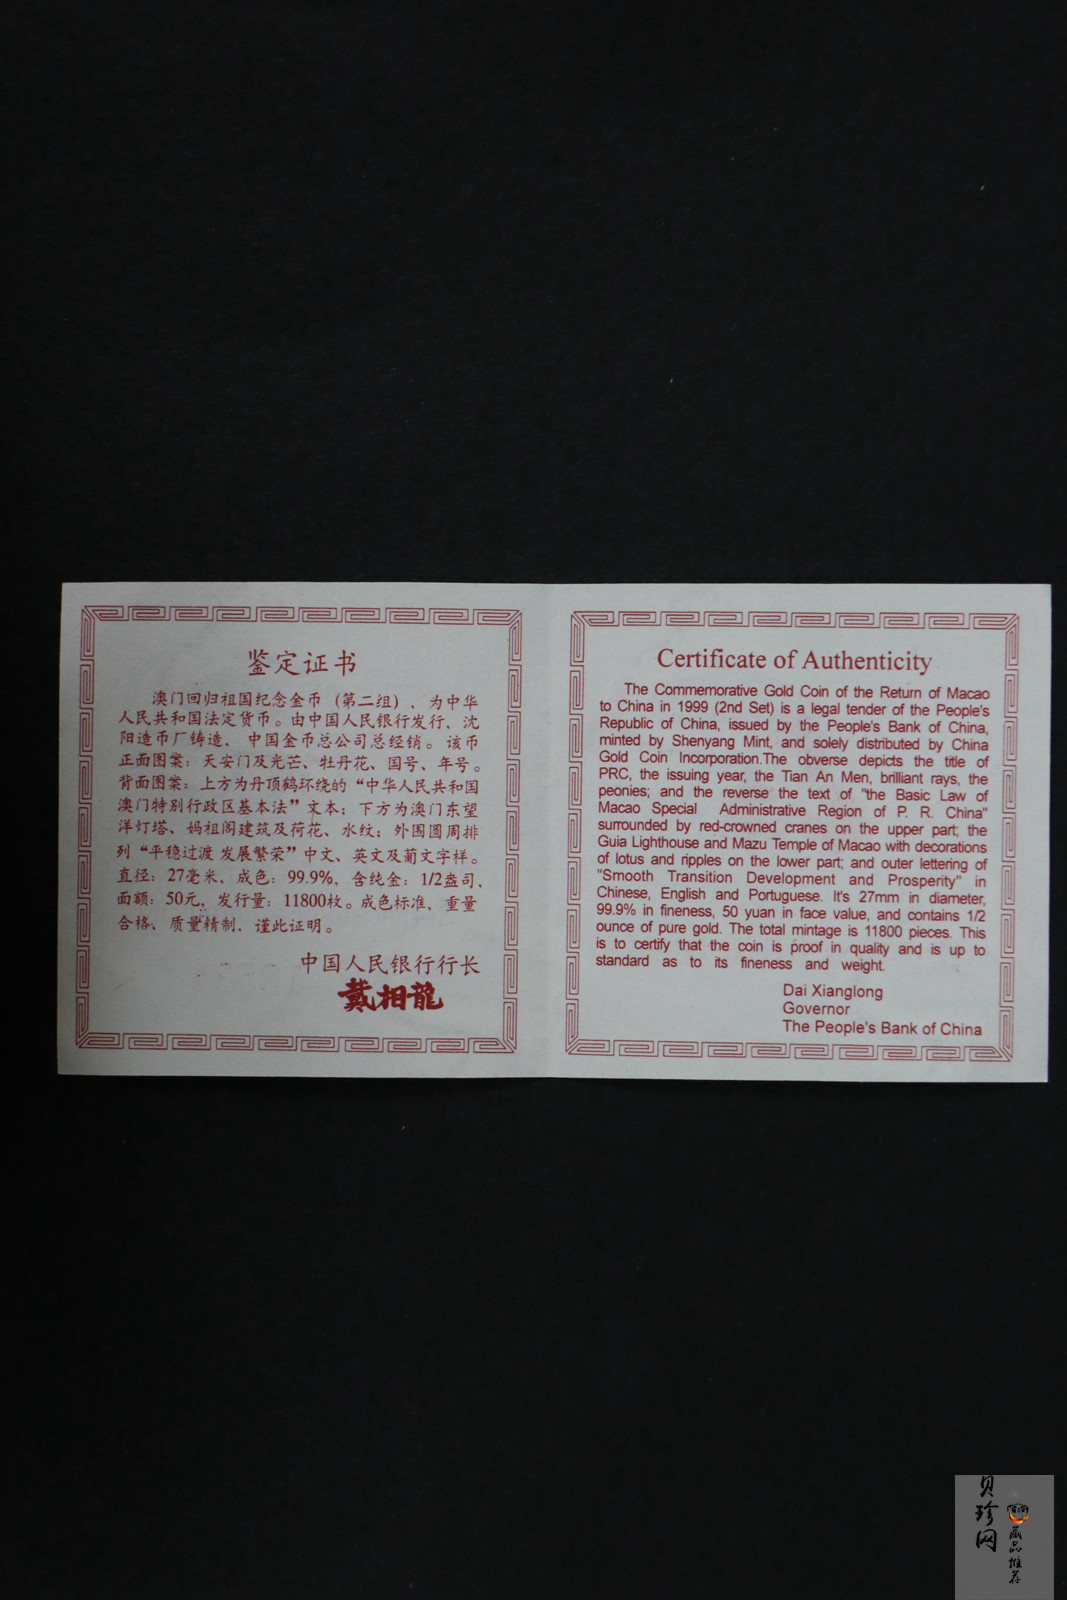 鉴定证书
澳门回归祖国纪念金币（第二组）、为中华
人民共和国法定货币。由中国人民银行发行、沈
阳造币厂铸造，中国金币总公司总经销。该币
正面图案：天安门及光芒、牡丹花、国号、年号。
背面图案：上方为丹顶鹤环绕的“中华人民共和国
澳门特别行政区基本法”文本；下方为澳门东望
洋灯塔、妈祖阁建筑及荷花、水纹；外国圆周排
列“平稳过渡 发展繁荣”中文、英文及葡文字样。
直径：27毫米，成色：99.9%，含纯金：1/2盎司，
面额：50元，发行量：11800枚。成色标准，重量
合格，质量精制，谨此证明。
中国人民银行行长
戴相龍
Certificate of Authenticity
The Commemorative Gold Coin of the Return of Macao
to China in 1999 (2nd Set) is a legal tender of the People's
Republic of China, issued by the People's Bank of China,
minted by Shenyang Mint, and solely distributed by China
Gold Coin Incorporation.The obverse depicts the title of
PRC, the issuing year, the Tian An Men, brilliant rays, the
peonies; and the reverse the text of "the Basic Law of
Macao Special Administrative Region of P. R. China"
surrounded by red-crowned cranes on the upper part; the
Guia Lighthouse and Mazu Temple of Macao with decorations
of lotus and ripples on the lower part; and outer lettering of
"Smooth Transition Development and Prosperity" in
Chinese, English and Portuguese. It's 27mm in diameter,
99.9% in fineness, 50 yuan in face value, and contains 1/2
ounce of pure gold. The total mintage is 11800 pieces. This
is to certify that the coin is proof in quality and is up to
standard as to its fineness and weight.
Dai Xianglong
Governor
The People's Bank of China
贝珍网
藏品推荐